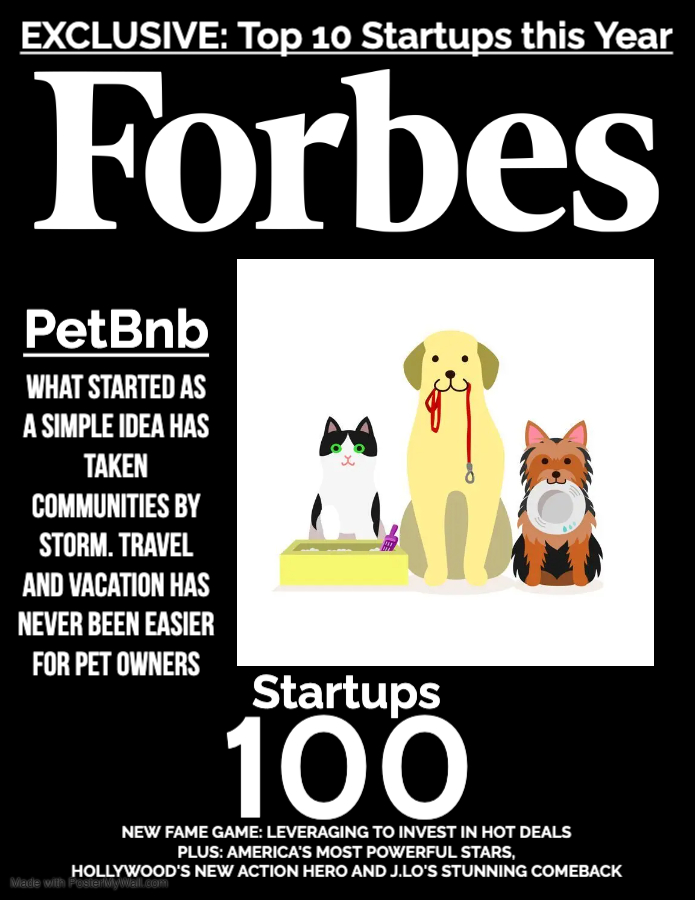 EXCLUSIVE: Top 10 Startups this Year
Forbes
PetBnb
WHAT STARTED AS
A SIMPLE IDEA HAS
TAKEN
COMMUNITIES BY
STORM. TRAVEL
AND VACATION HAS
NEVER BEEN EASIER
FOR PET OWNERS
Startups
100
NEW FAME GAME: LEVERAGING TO INVEST IN HOT DEALS
PLUS: AMERICA'S MOST POWERFUL STARS,
HOLLYWOOD'S NEW ACTION HERO AND J.LO'S STUNNING COMEBACK
Made with PosterMyWall.com